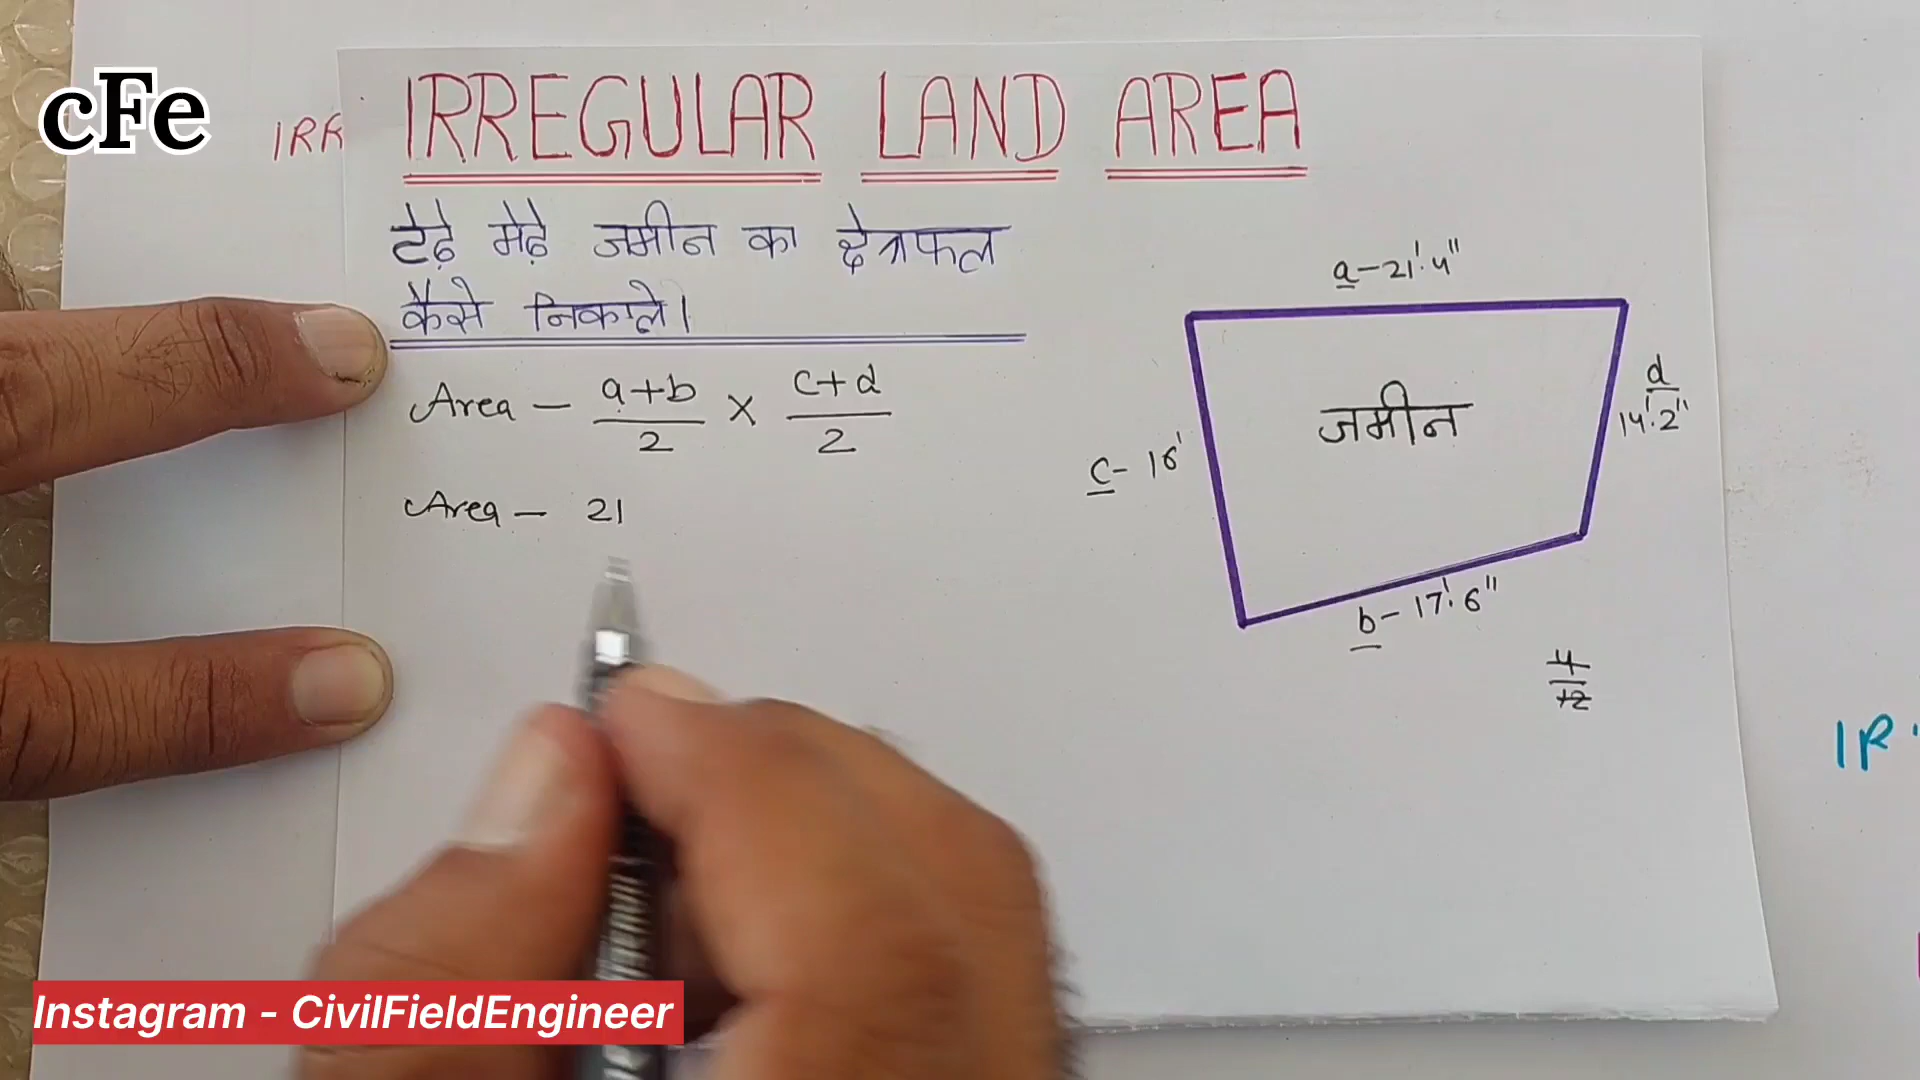 cFe
IRR
IRREGULAR LAND AREA
टेढ़े मेढ़े जमीन का क्षेत्रफल
कैसे निकाले।
Area - a+b/2 × c+d/2
Area - 21
a-21'.4"
d
14'.2"
जमीन
c- 16'
b- 17'.6"
4/12
IR
Instagram - CivilFieldEngineer